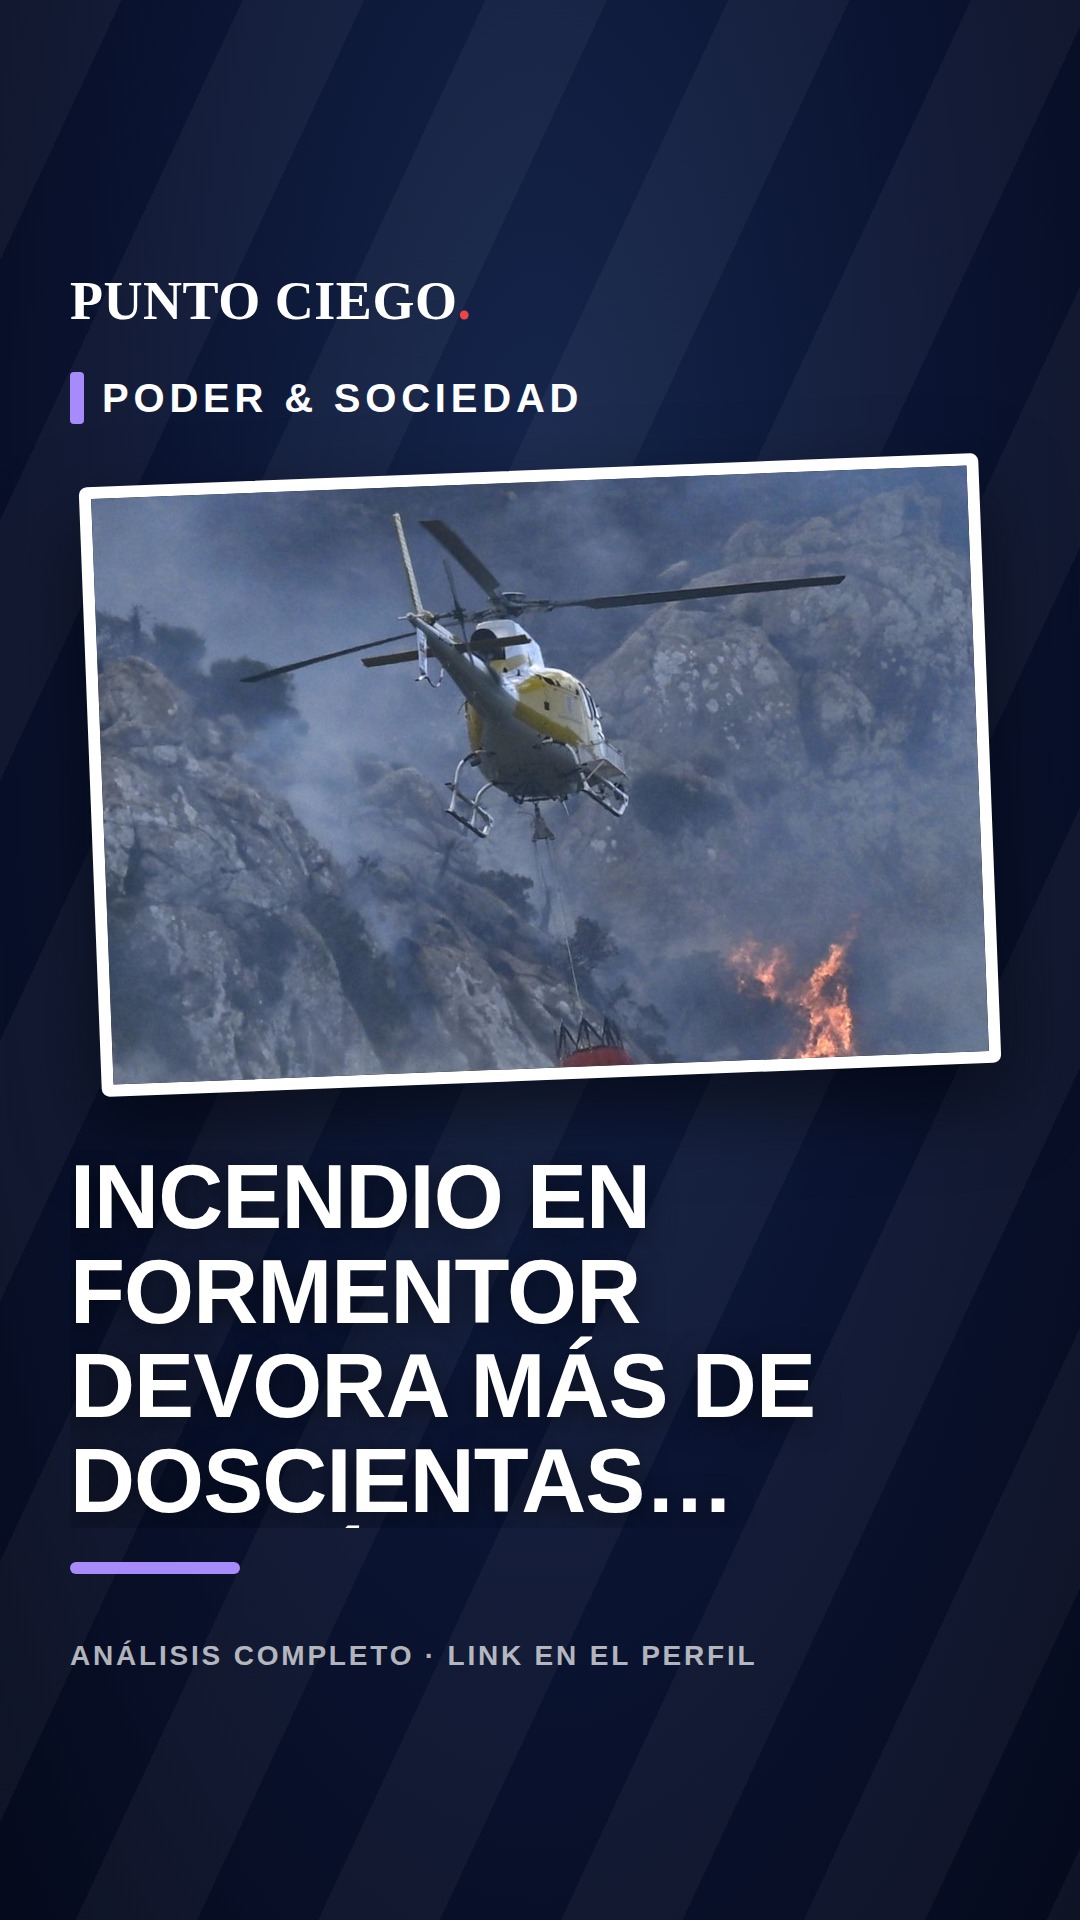 PUNTO CIEGO.
PODER & SOCIEDAD
INCENDIO EN
FORMENTOR
DEVORA MÁS DE
DOSCIENTAS…
ANÁLISIS COMPLETO · LINK EN EL PERFIL